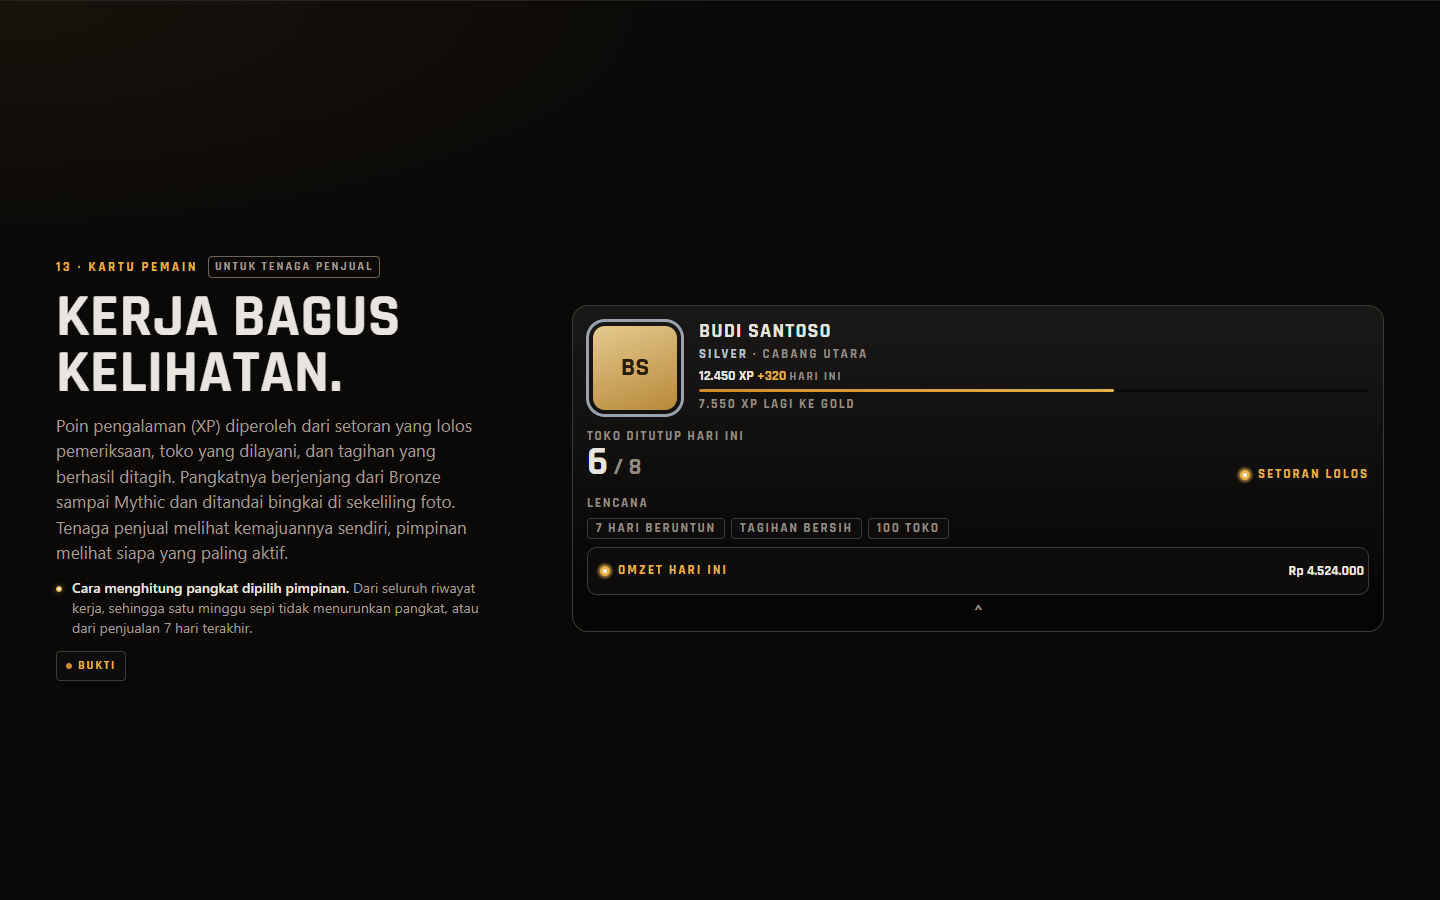 13 · KARTU PEMAIN UNTUK TENAGA PENJUAL
KERJA BAGUS
KELIHATAN.
Poin pengalaman (XP) diperoleh dari setoran yang lolos
pemeriksaan, toko yang dilayani, dan tagihan yang
berhasil ditagih. Pangkatnya berjenjang dari Bronze
sampai Mythic dan ditandai bingkai di sekeliling foto.
Tenaga penjual melihat kemajuannya sendiri, pimpinan
melihat siapa yang paling aktif.
Cara menghitung pangkat dipilih pimpinan. Dari seluruh riwayat
kerja, sehingga satu minggu sepi tidak menurunkan pangkat, atau
dari penjualan 7 hari terakhir.
BUKTI
BS
BUDI SANTOSO
SILVER · CABANG UTARA
12.450 XP +320 HARI INI
7.550 XP LAGI KE GOLD
TOKO DITUTUP HARI INI
6 / 8
SETORAN LOLOS
LENCANA
7 HARI BERUNTUN TAGIHAN BERSIH 100 TOKO
OMZET HARI INI Rp 4.524.000
^